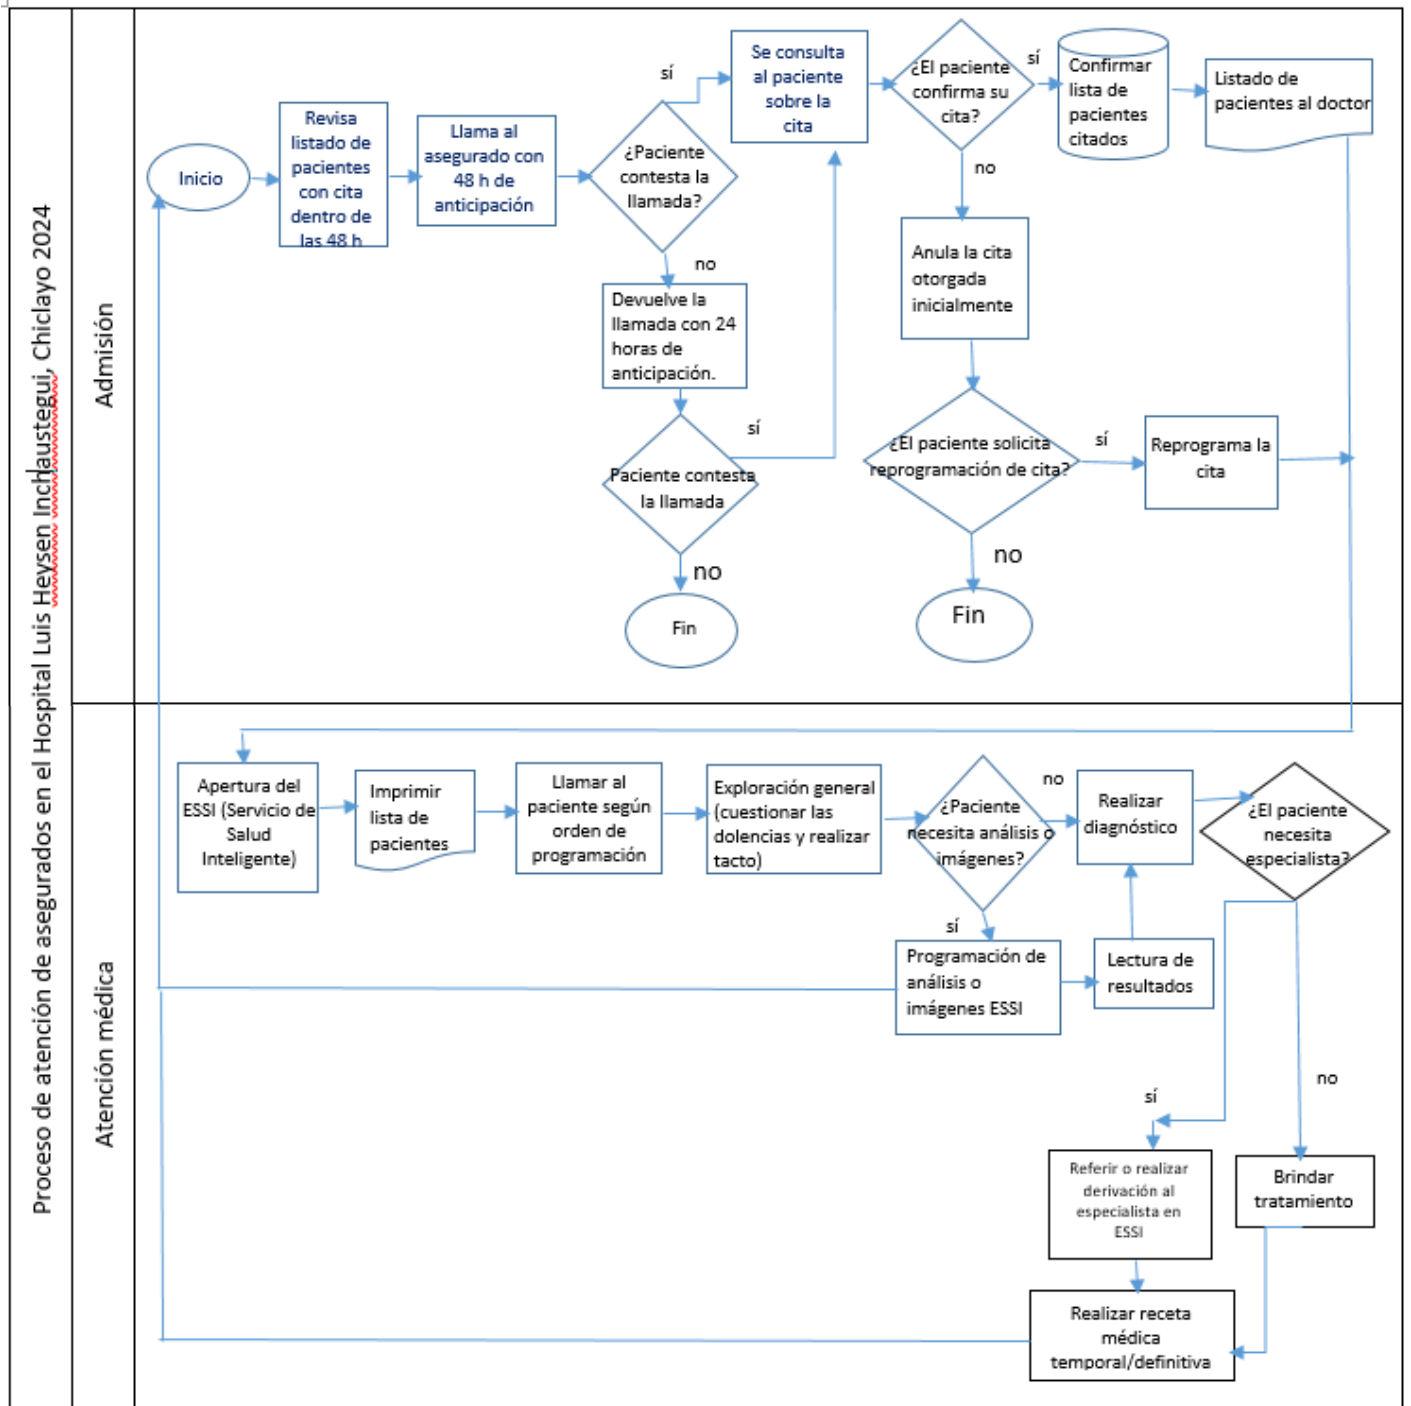 Proceso de atención de asegurados en el Hospital Luis Heysen Inchaustegui, Chiclayo 2024
Admisión
Inicio
Revisa
listado de
pacientes
con cita
dentro de
las 48 h
Llama al
asegurado con
48 h de
anticipación
¿Paciente
contesta la
llamada?
sí
Se consulta
al paciente
sobre la
cita
¿El paciente
confirma su
cita?
sí
Confirmar
lista de
pacientes
citados
Listado de
pacientes al doctor
no
Devuelve la
llamada con 24
horas de
anticipación.
Paciente contesta
la llamada
sí
no
Fin
no
Anula la cita
otorgada
inicialmente
¿El paciente solicita
reprogramación de cita?
sí
Reprograma la
cita
no
Fin
Atención médica
Apertura del
ESSI (Servicio de
Salud
Inteligente)
Imprimir
lista de
pacientes
Llamar al
paciente según
orden de
programación
Exploración general
(cuestionar las
dolencias y realizar
tacto)
¿Paciente
necesita análisis o
imágenes?
no
Realizar
diagnóstico
¿El paciente
necesita
especialista?
sí
Programación de
análisis o
imágenes ESSI
Lectura de
resultados
sí
no
Referir o realizar
derivación al
especialista en
ESSI
Brindar
tratamiento
Realizar receta
médica
temporal/definitiva